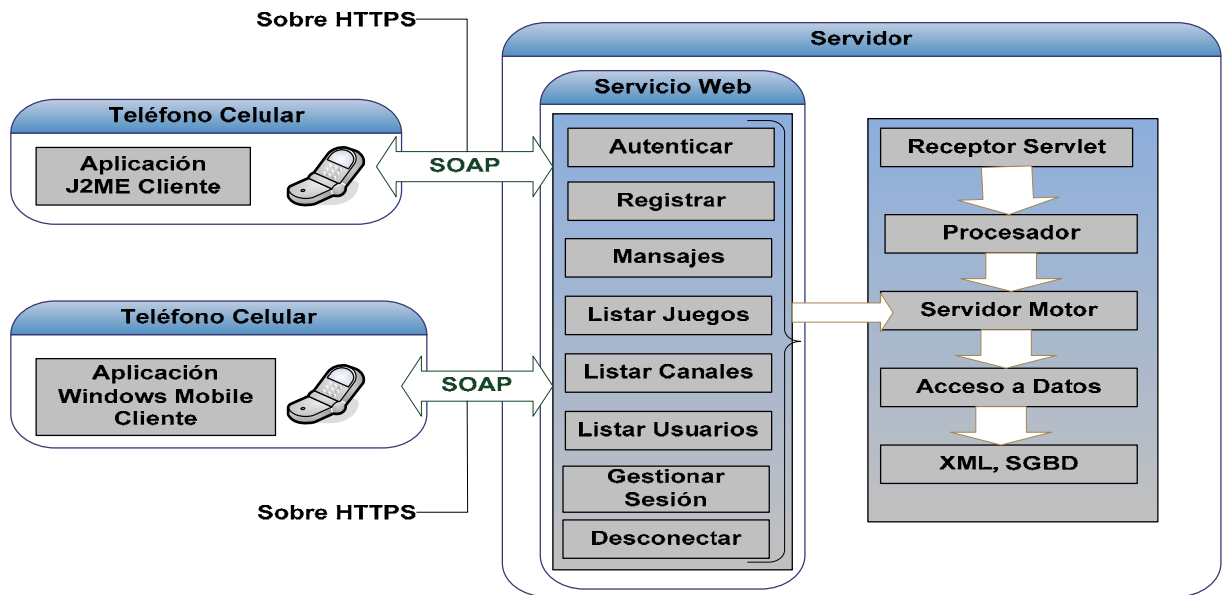 Sobre HTTPS
Teléfono Celular
Aplicación
J2ME Cliente
SOAP
Teléfono Celular
Aplicación
Windows Mobile
Cliente
SOAP
Sobre HTTPS
Servidor
Servicio Web
Autenticar
Registrar
Mansajes
Listar Juegos
Listar Canales
Listar Usuarios
Gestionar
Sesión
Desconectar
Receptor Servlet
Procesador
Servidor Motor
Acceso a Datos
XML, SGBD